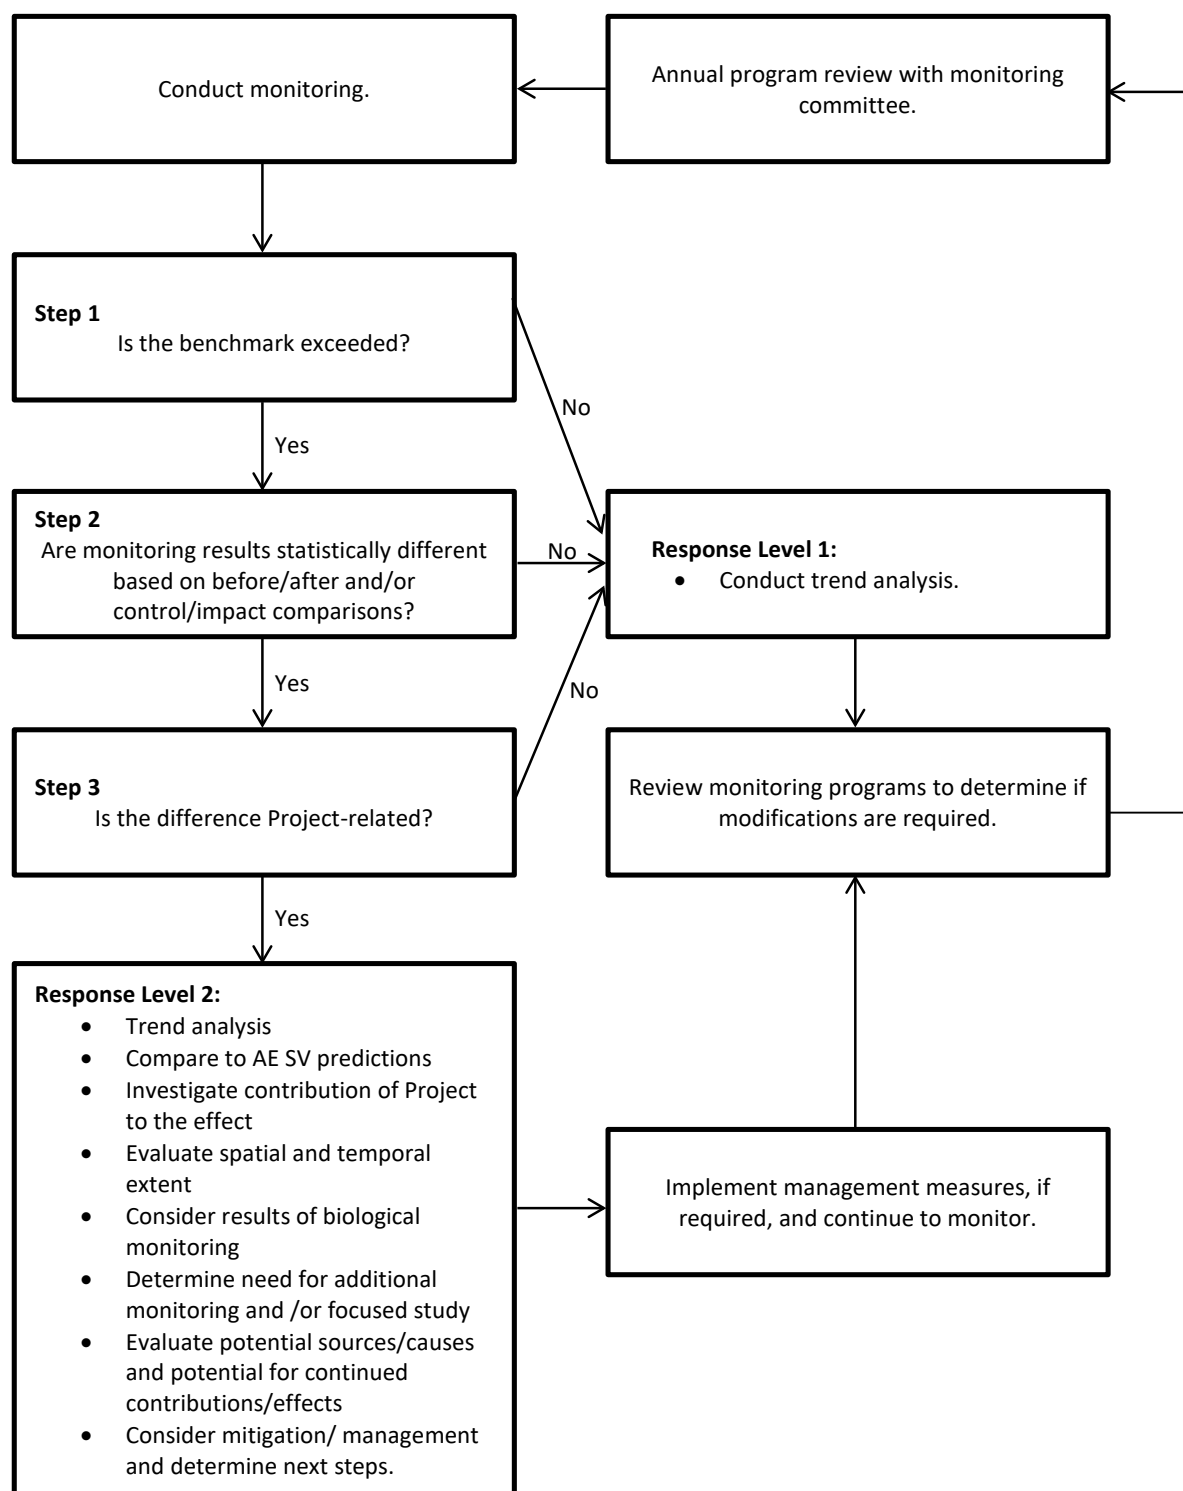 Conduct monitoring.
Annual program review with monitoring
committee.
Step 1
Is the benchmark exceeded?
No
Yes
Step 2
Are monitoring results statistically different
based on before/after and/or
control/impact comparisons?
No
Response Level 1:
• Conduct trend analysis.
Yes
No
Step 3
Is the difference Project-related?
Review monitoring programs to determine if
modifications are required.
Yes
Response Level 2:
• Trend analysis
• Compare to AE SV predictions
• Investigate contribution of Project
to the effect
• Evaluate spatial and temporal
extent
• Consider results of biological
monitoring
• Determine need for additional
monitoring and /or focused study
• Evaluate potential sources/causes
and potential for continued
contributions/effects
• Consider mitigation/ management
and determine next steps.
Implement management measures, if
required, and continue to monitor.